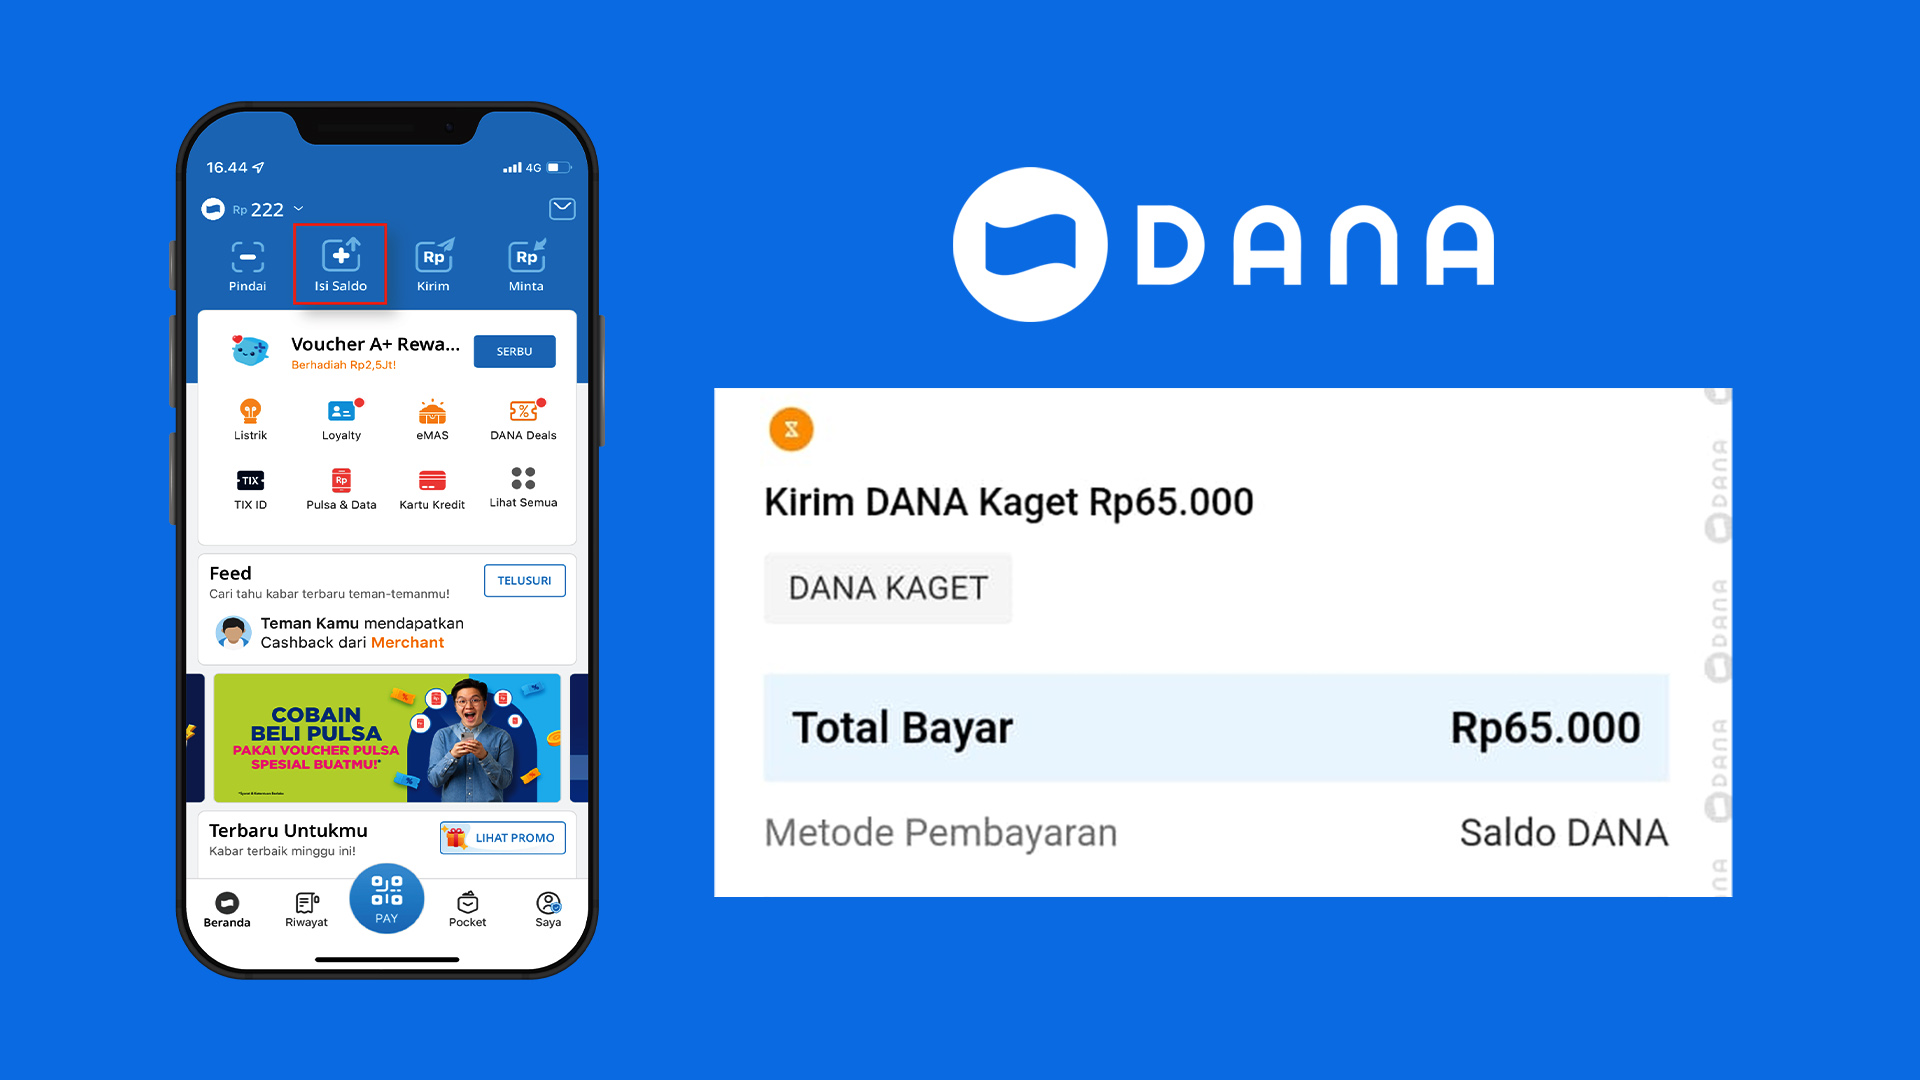 16.44
4G
Rp 222
Pindai
Isi Saldo
Rp
Kirim
Rp
Minta
Voucher A+ Rewa...
Berhadiah Rp2,5Jt!
SERBU
Listrik
Loyalty
eMAS
DANA Deals
TIX
TIX ID
Rp
Pulsa & Data
Kartu Kredit
Lihat Semua
Feed
Cari tahu kabar terbaru teman-temanmu!
TELUSURI
Teman Kamu mendapatkan
Cashback dari Merchant
COBAIN
BELI PULSA
PAKAI VOUCHER PULSA
SPESIAL BUATMU!*
Terbaru Untukmu
Kabar terbaik minggu ini!
LIHAT PROMO
Beranda
Riwayat
PAY
Pocket
Saya
DANA
Kirim DANA Kaget Rp65.000
DANA KAGET
Total Bayar Rp65.000
Metode Pembayaran Saldo DANA
DANA
DANA
DANA